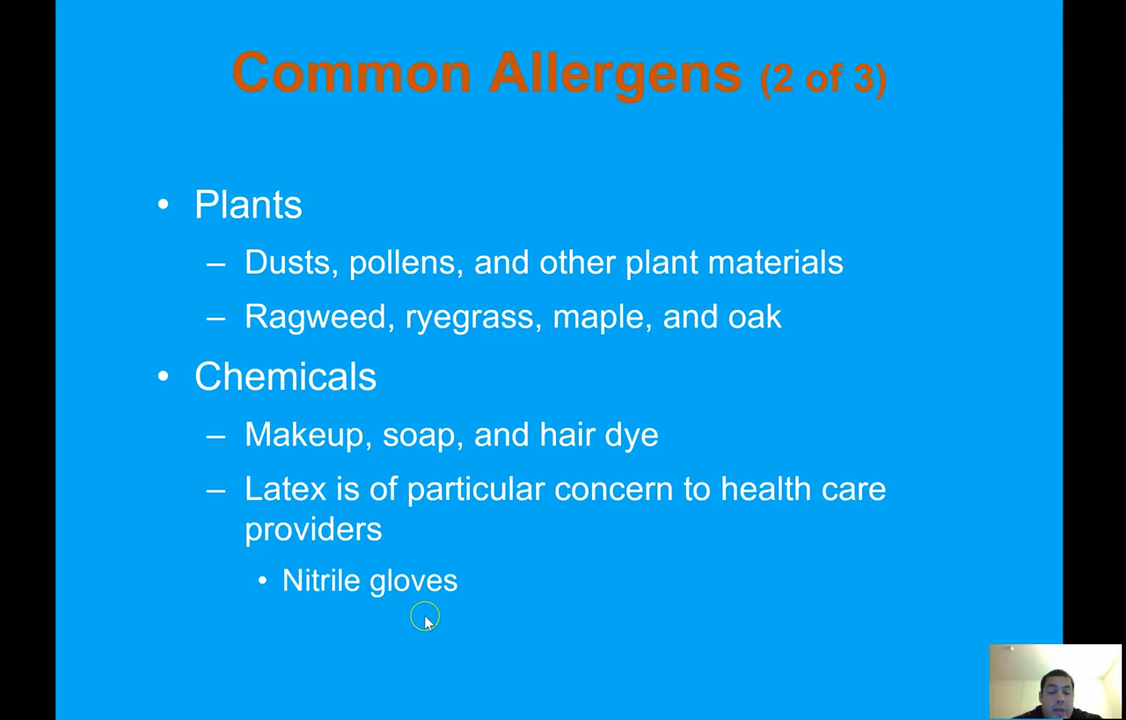 Common Allergens (2 of 3)
• Plants
– Dusts, pollens, and other plant materials
– Ragweed, ryegrass, maple, and oak
• Chemicals
– Makeup, soap, and hair dye
– Latex is of particular concern to health care
providers
• Nitrile gloves